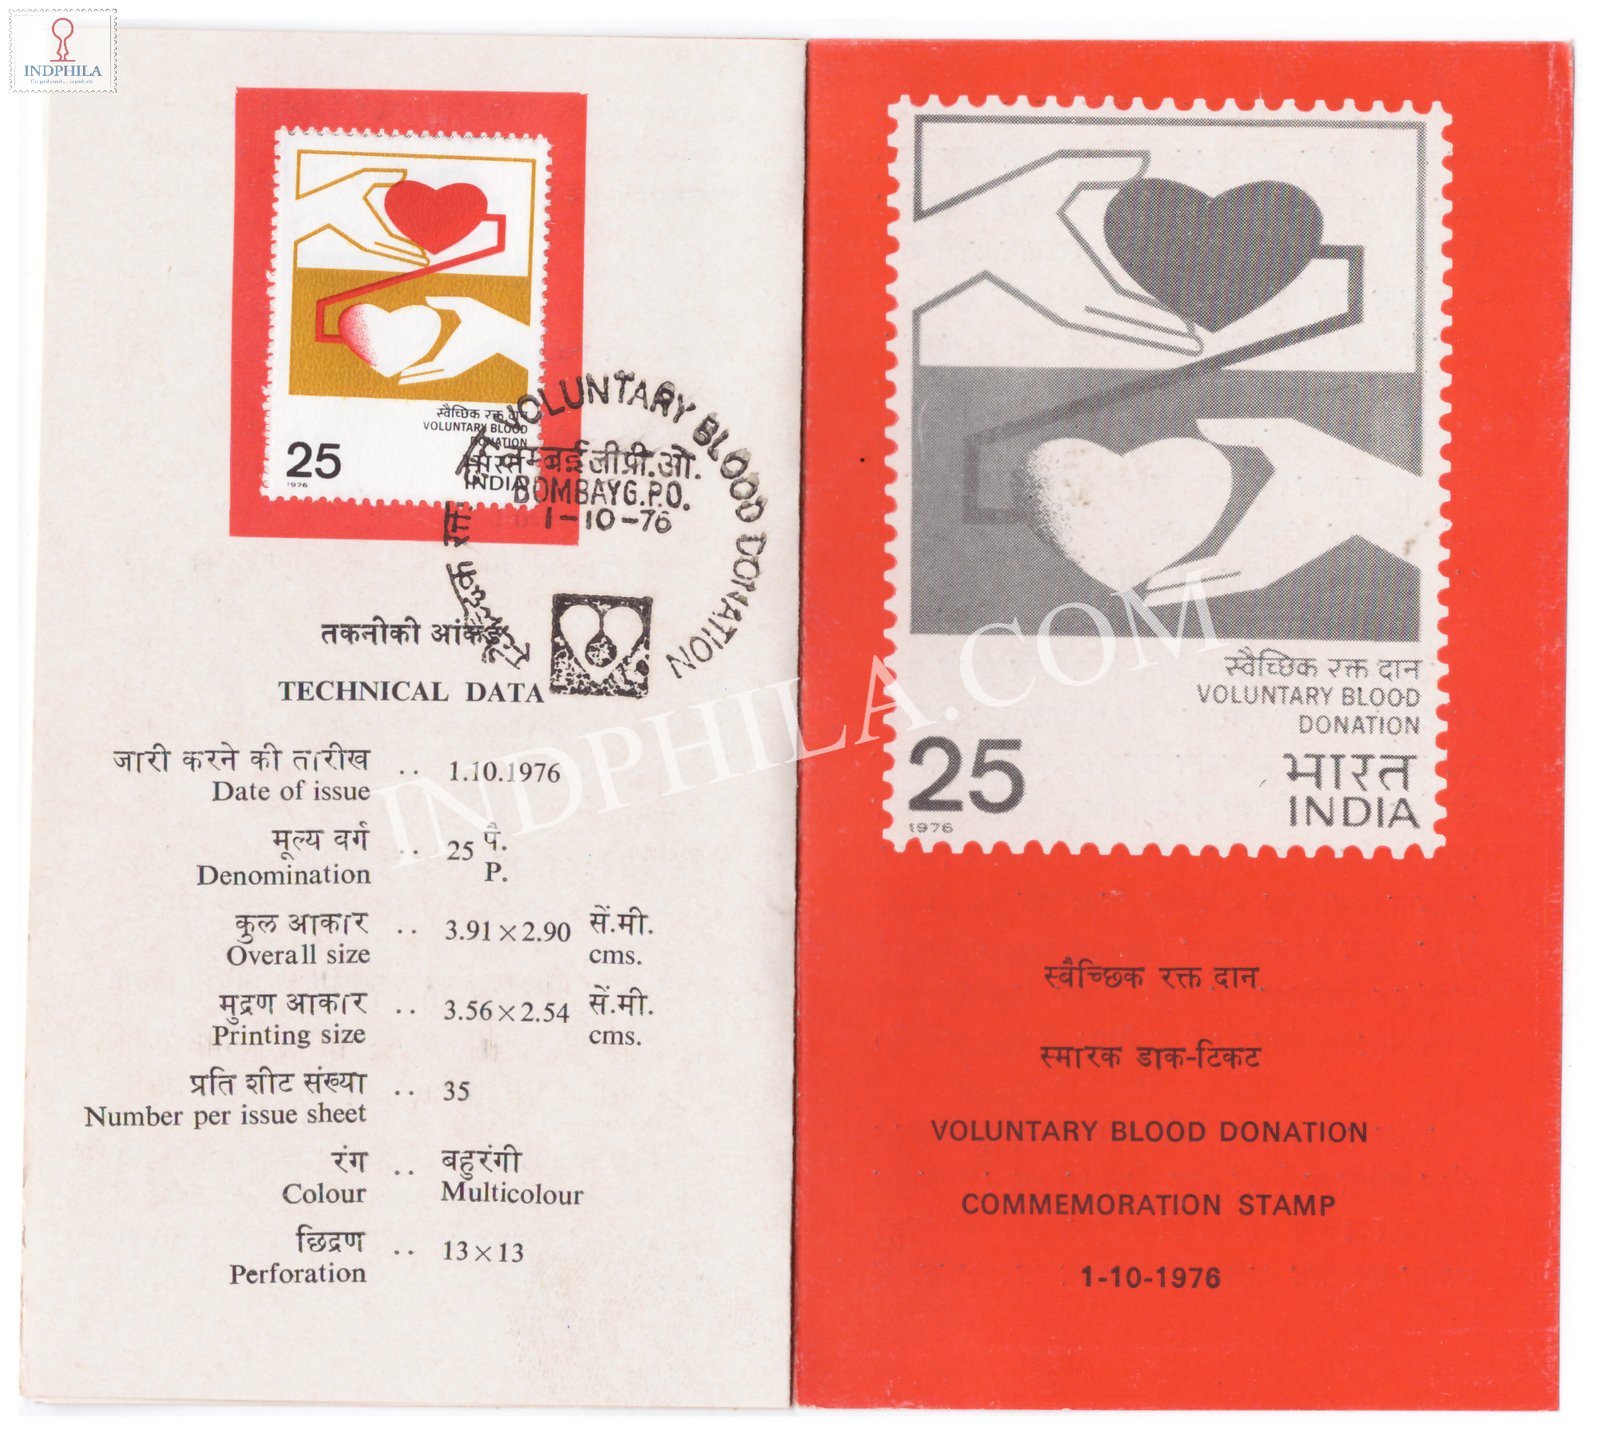 INDPHILA
स्वैच्छिक रक्त दान
VOLUNTARY BLOOD
DONATION
25
भारत
INDIA
1976
VOLUNTARY BLOOD DONATION
बम्बई जी.पी.ओ.
BOMBAY G.P.O.
1-10-76
तकनीकी आंकड़े
TECHNICAL DATA
जारी करने की तारीख .. 1.10.1976
Date of issue
मूल्य वर्ग .. 25 पै.
Denomination P.
कुल आकार .. 3.91×2.90 सें.मी.
Overall size cms.
मुद्रण आकार .. 3.56×2.54 सें.मी.
Printing size cms.
प्रति शीट संख्या .. 35
Number per issue sheet
रंग .. बहुरंगी
Colour Multicolour
छिद्रण .. 13×13
Perforation
स्वैच्छिक रक्त दान
VOLUNTARY BLOOD
DONATION
25
भारत
INDIA
1976
स्वैच्छिक रक्त दान
स्मारक डाक-टिकट
VOLUNTARY BLOOD DONATION
COMMEMORATION STAMP
1-10-1976
INDPHILA.COM